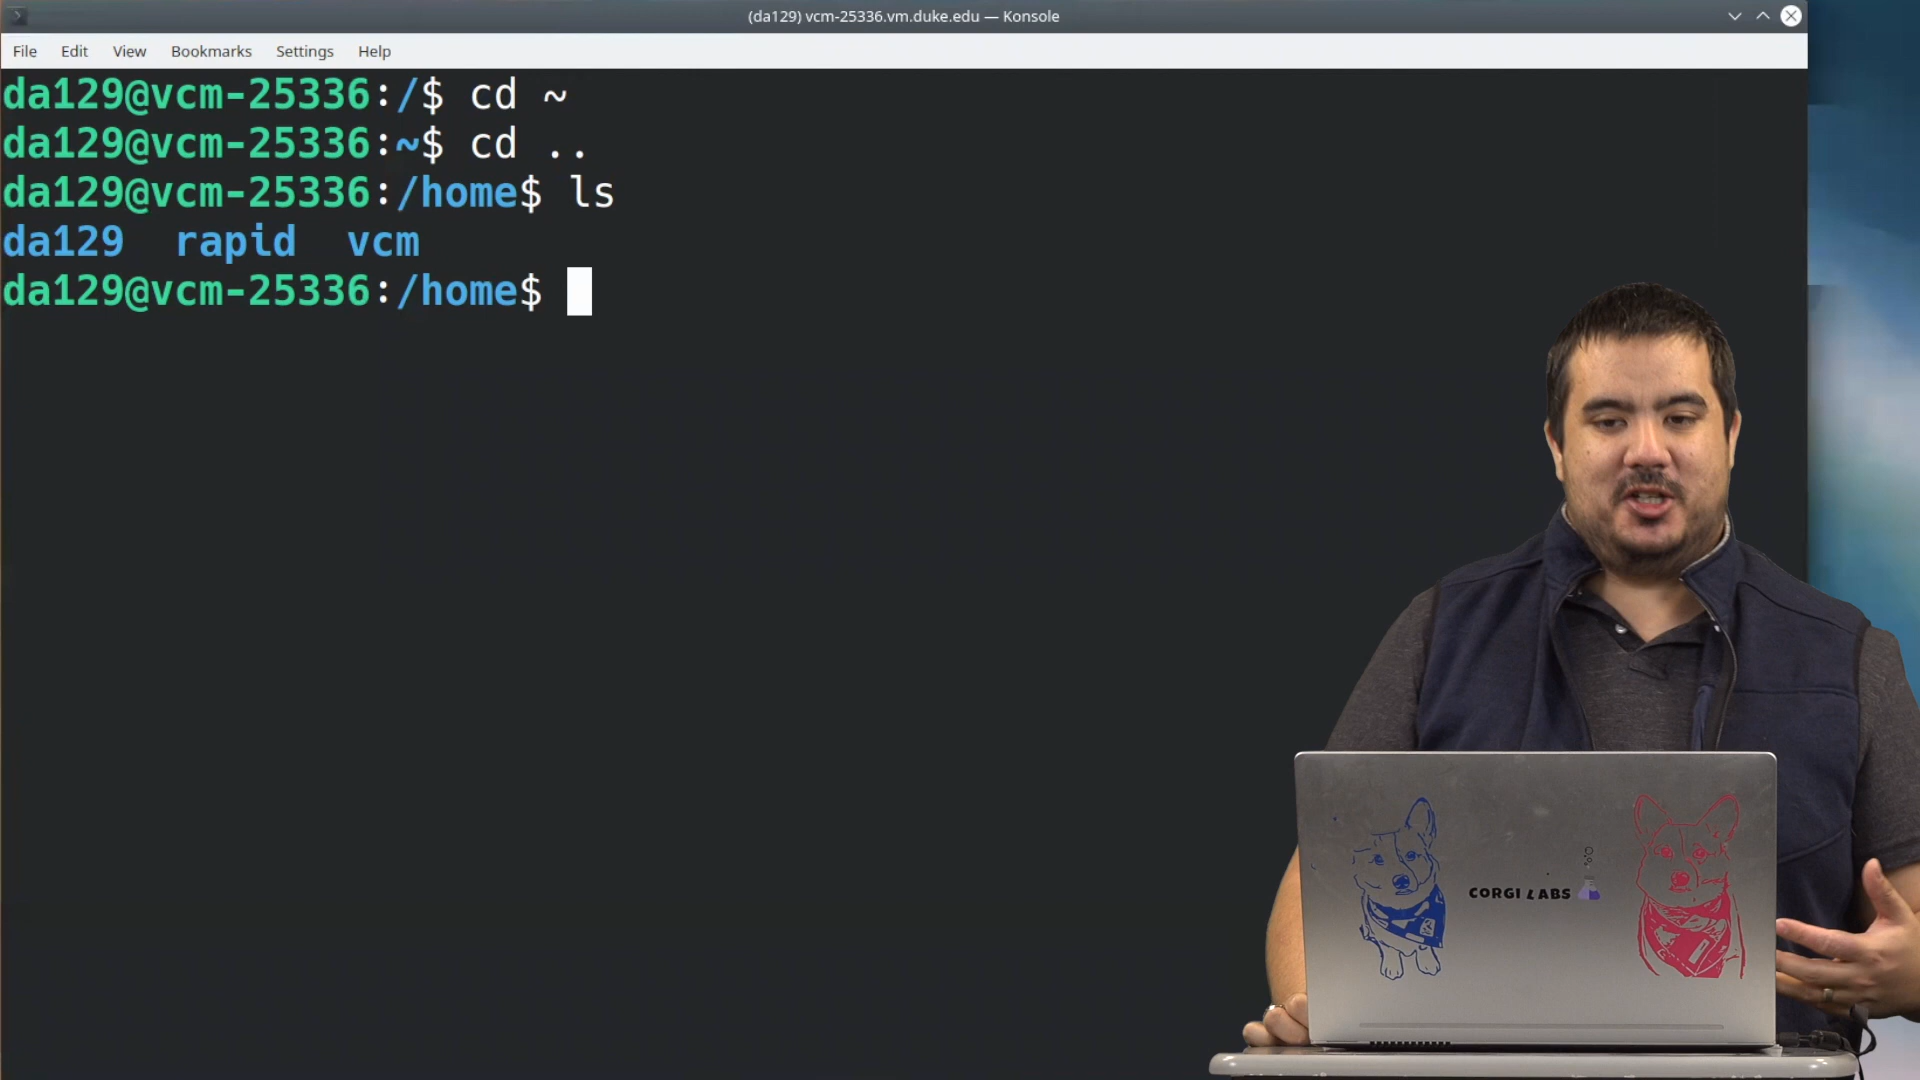 (da129) vcm-25336.vm.duke.edu — Konsole
File Edit View Bookmarks Settings Help
da129@vcm-25336:/$ cd ~
da129@vcm-25336:~$ cd ..
da129@vcm-25336:/home$ ls
da129 rapid vcm
da129@vcm-25336:/home$
CORGI LABS